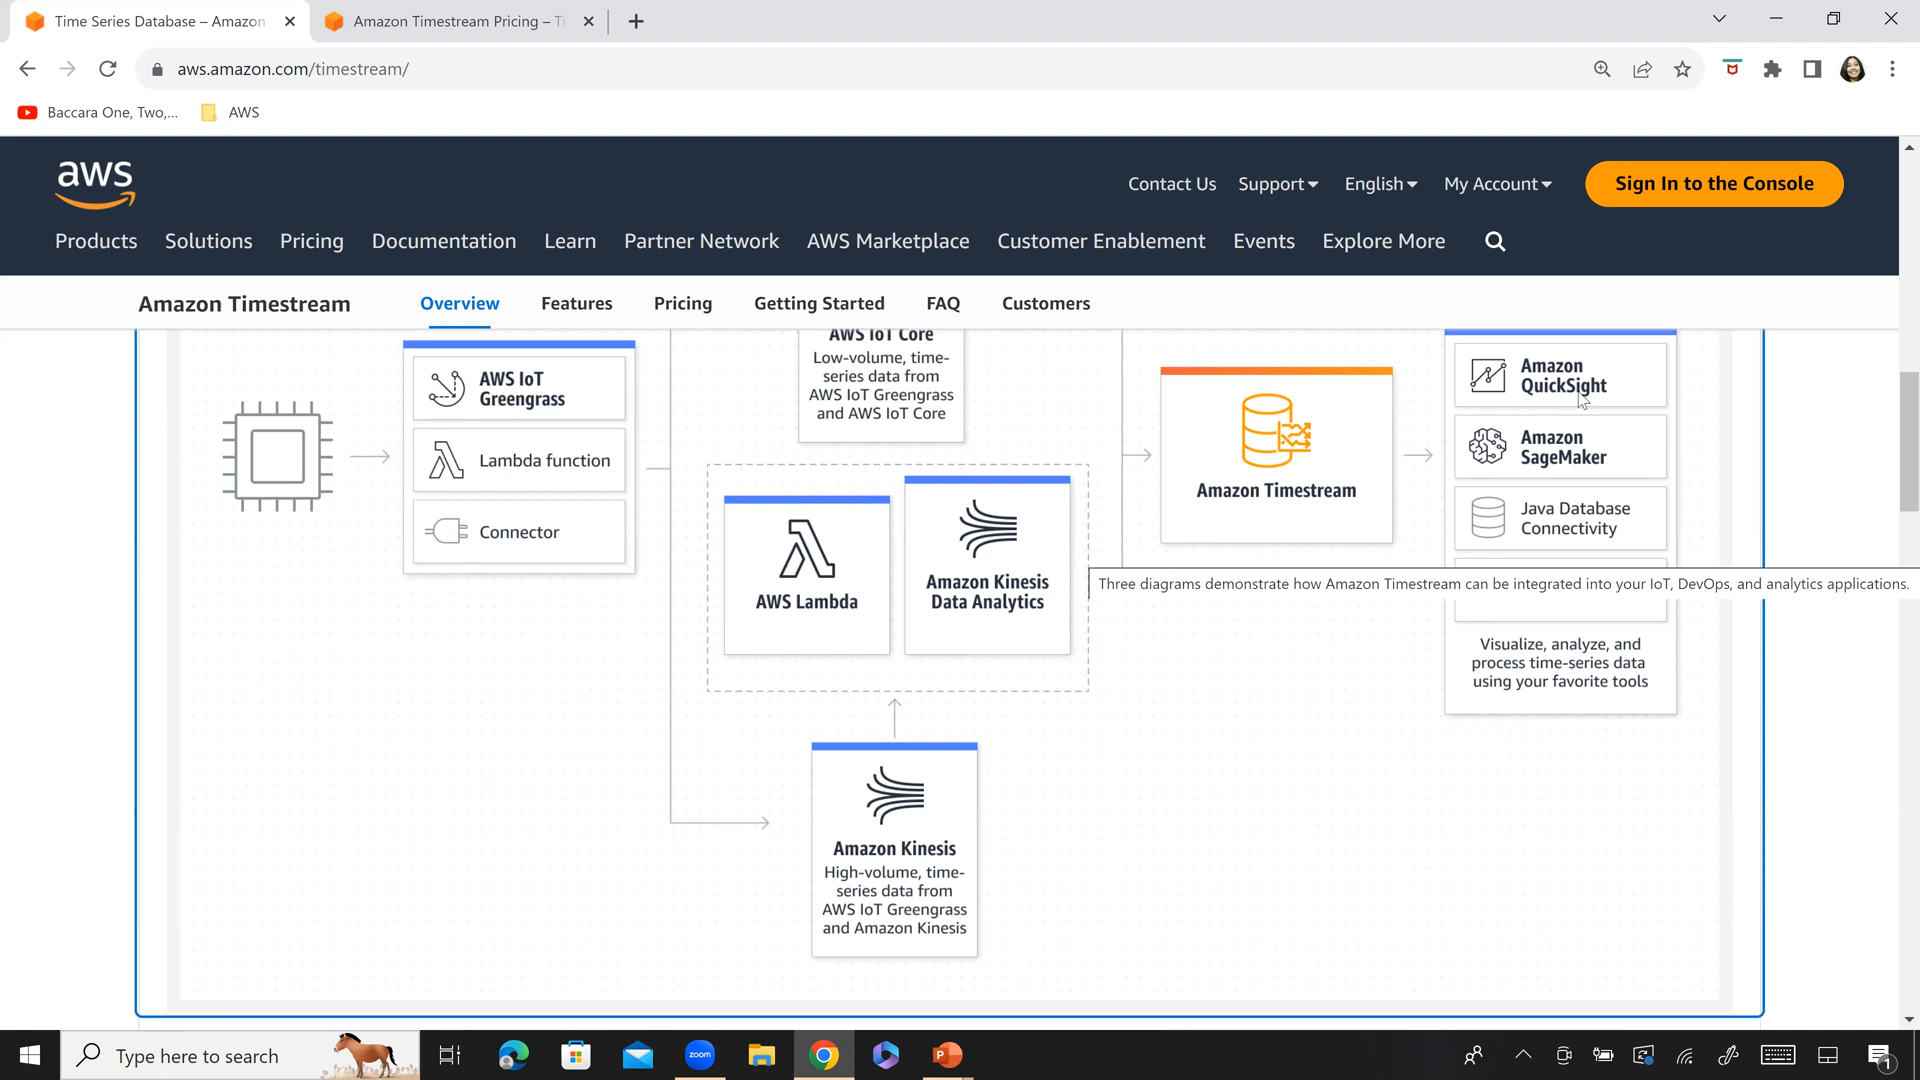 Time Series Database – Amazon
Amazon Timestream Pricing – Ti
aws.amazon.com/timestream/
Baccara One, Two,...
AWS
aws
Contact Us
Support
English
My Account
Sign In to the Console
Products
Solutions
Pricing
Documentation
Learn
Partner Network
AWS Marketplace
Customer Enablement
Events
Explore More
Amazon Timestream
Overview
Features
Pricing
Getting Started
FAQ
Customers
AWS IoT
Greengrass
Lambda function
Connector
AWS IoT Core
Low-volume, time-
series data from
AWS IoT Greengrass
and AWS IoT Core
AWS Lambda
Amazon Kinesis
Data Analytics
Amazon Kinesis
High-volume, time-
series data from
AWS IoT Greengrass
and Amazon Kinesis
Amazon Timestream
Amazon
QuickSight
Amazon
SageMaker
Java Database
Connectivity
Three diagrams demonstrate how Amazon Timestream can be integrated into your IoT, DevOps, and analytics applications.
Visualize, analyze, and
process time-series data
using your favorite tools
Type here to search
zoom
P
1